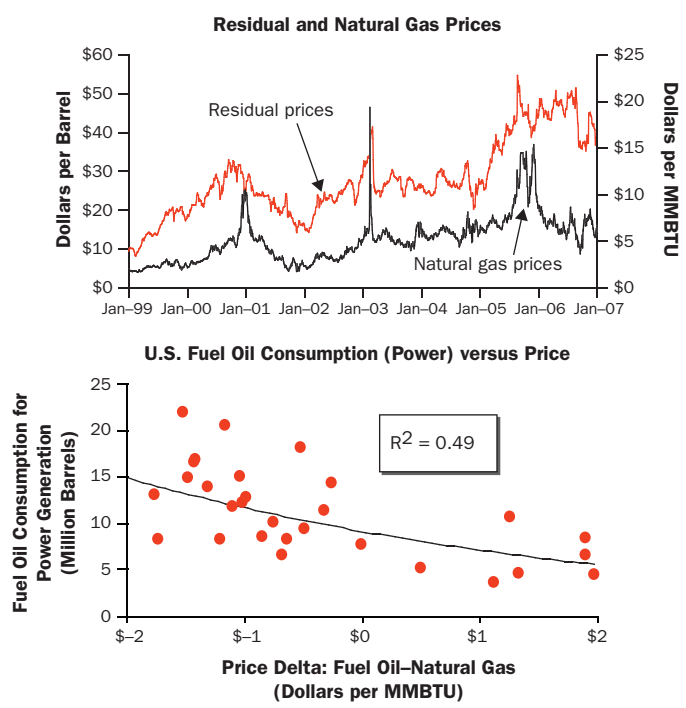 Residual and Natural Gas Prices
Dollars per Barrel
$60
$50
$40
$30
$20
$10
$0
Residual prices
Natural gas prices
$25
$20
$15
$10
$5
$0
Dollars per MMBTU
Jan–99 Jan–00 Jan–01 Jan–02 Jan–03 Jan–04 Jan–05 Jan–06 Jan–07
U.S. Fuel Oil Consumption (Power) versus Price
Fuel Oil Consumption for
Power Generation
(Million Barrels)
25
20
15
10
5
0
R2 = 0.49
$–2 $–1 $0 $1 $2
Price Delta: Fuel Oil–Natural Gas
(Dollars per MMBTU)